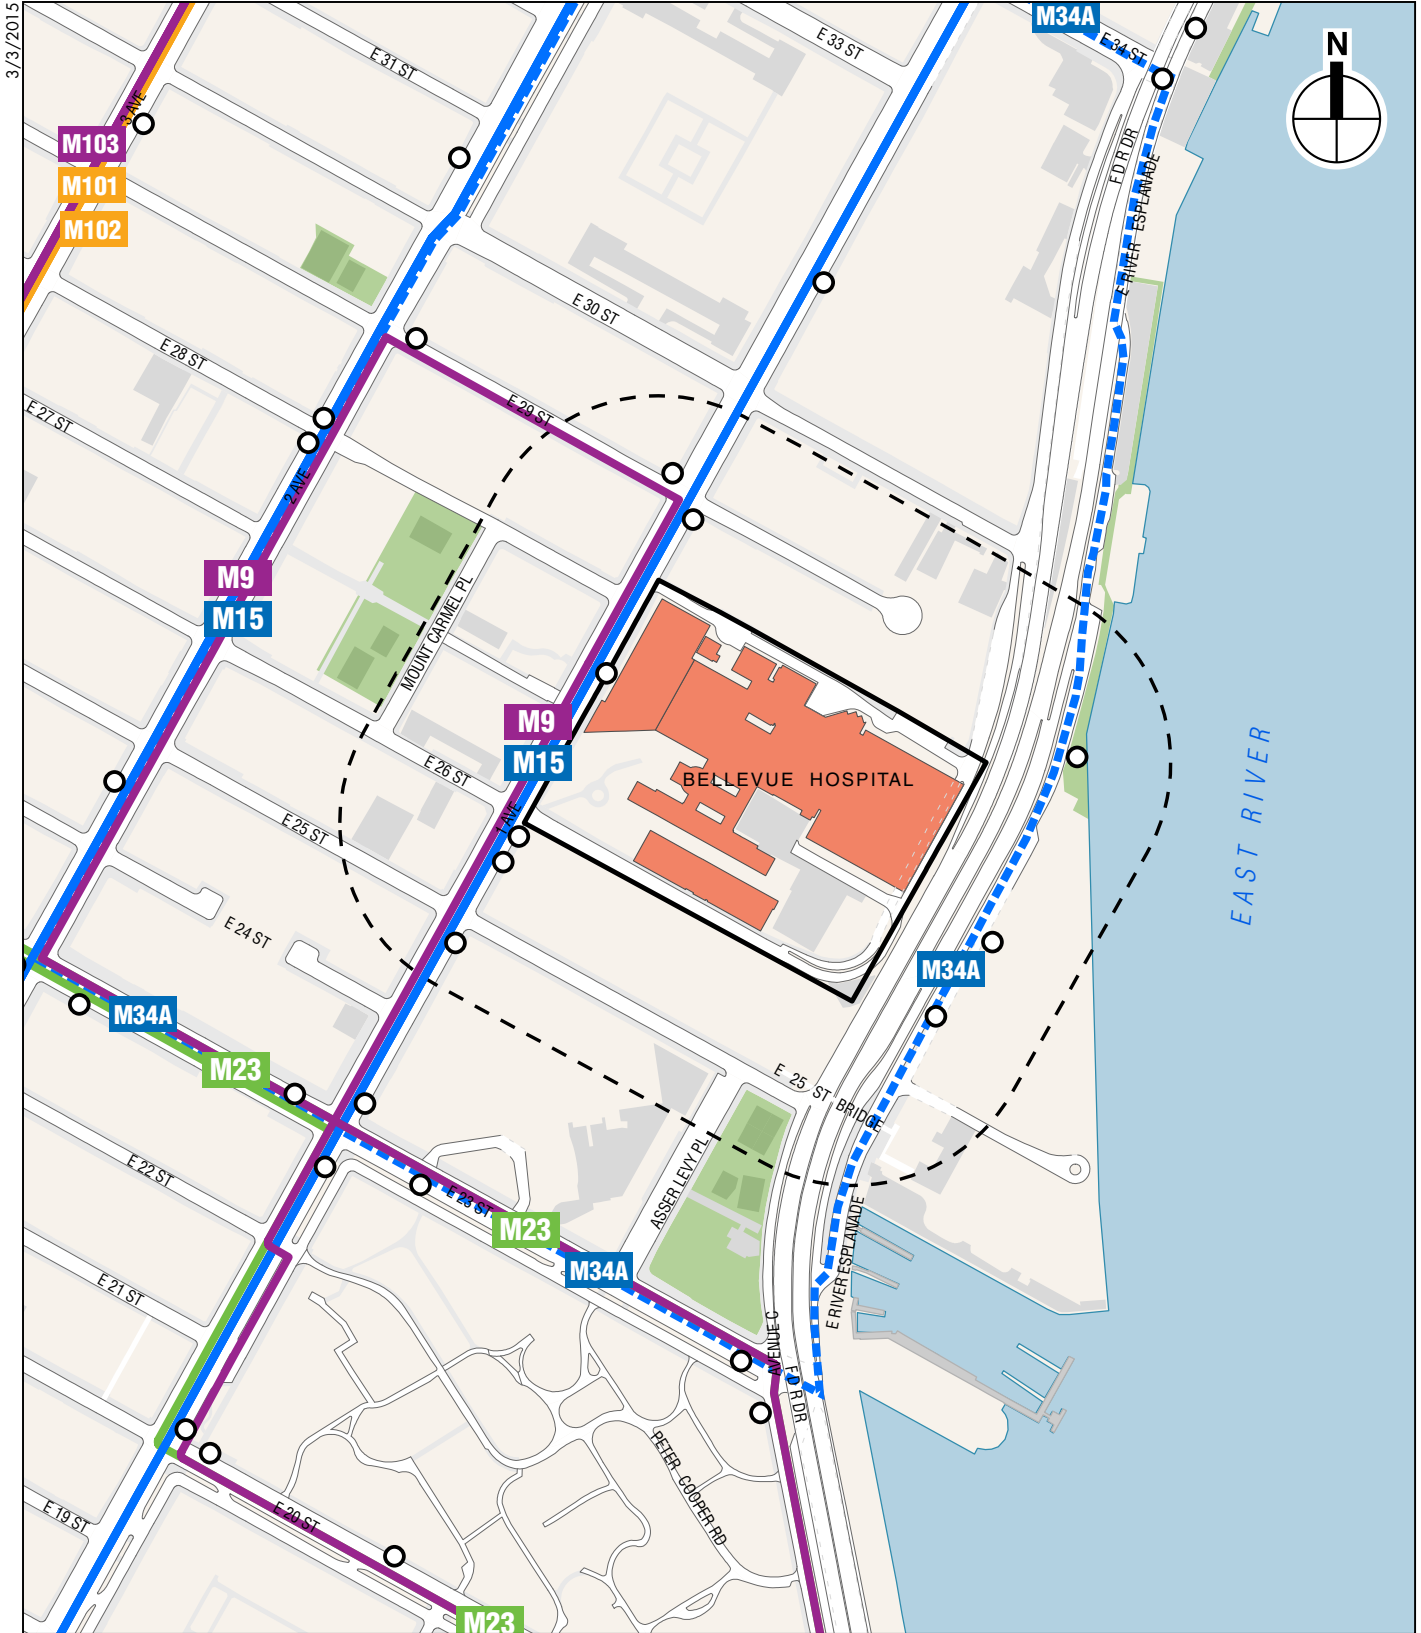 3/3/2015
M34A
E 34 ST
E 33 ST
N
E 31 ST
3 AVE
M103
M101
M102
F D R DR
E RIVER ESPLANADE
E 30 ST
E 28 ST
E 29 ST
E 27 ST
2 AVE
M9
M15
MOUNT CARMEL PL
M9
M15
E 26 ST
1 AVE
BELLEVUE HOSPITAL
EAST RIVER
E 25 ST
E 24 ST
M34A
M34A
M23
E 25 ST BRIDGE
E 22 ST
ASSER LEVY PL
E 23 ST
M23
M34A
E RIVER ESPLANADE
E 21 ST
AVENUE C
F D R DR
PETER COOPER RD
E 19 ST
E 20 ST
M23